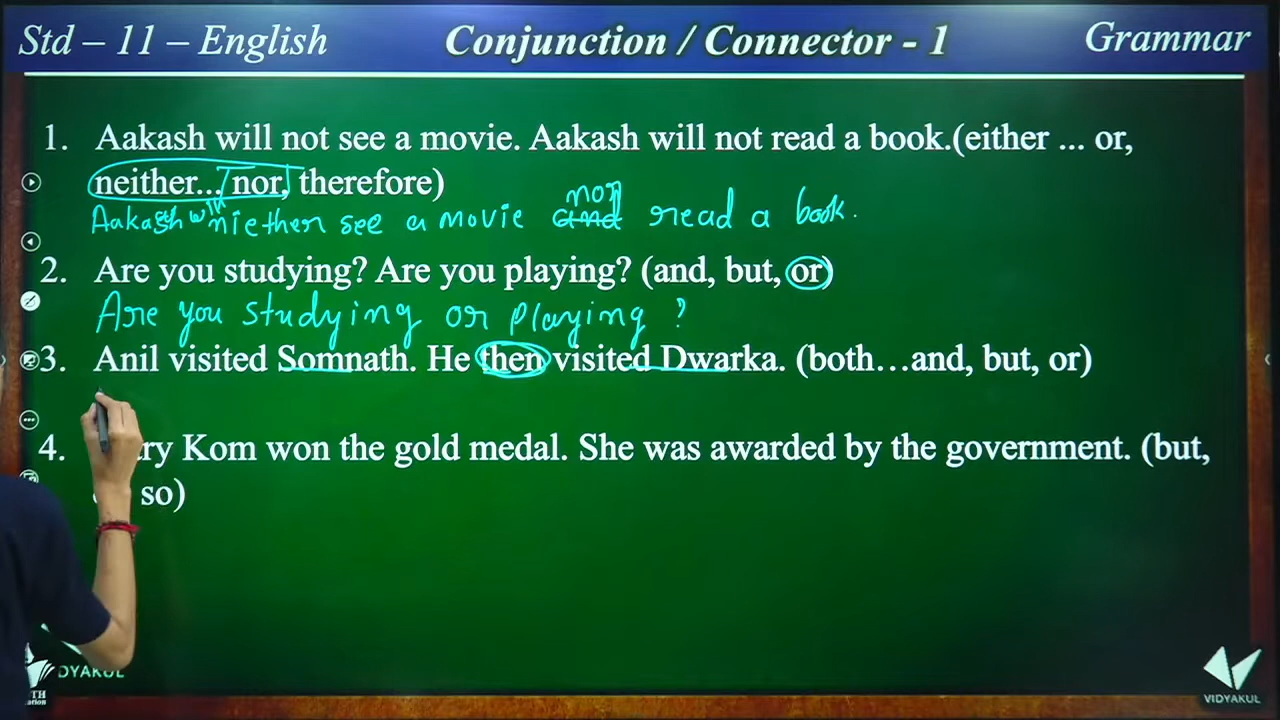 Std – 11 – English
Conjunction / Connector - 1
Grammar
1. Aakash will not see a movie. Aakash will not read a book.(either ... or,
neither... nor, therefore)
nor
Aakash will niether see a movie and read a book.
2. Are you studying? Are you playing? (and, but, or)
Are you studying or playing ?
3. Anil visited Somnath. He then visited Dwarka. (both…and, but, or)
4. Kom won the gold medal. She was awarded by the government. (but,
so)
DYAKUL
VIDYAKUL